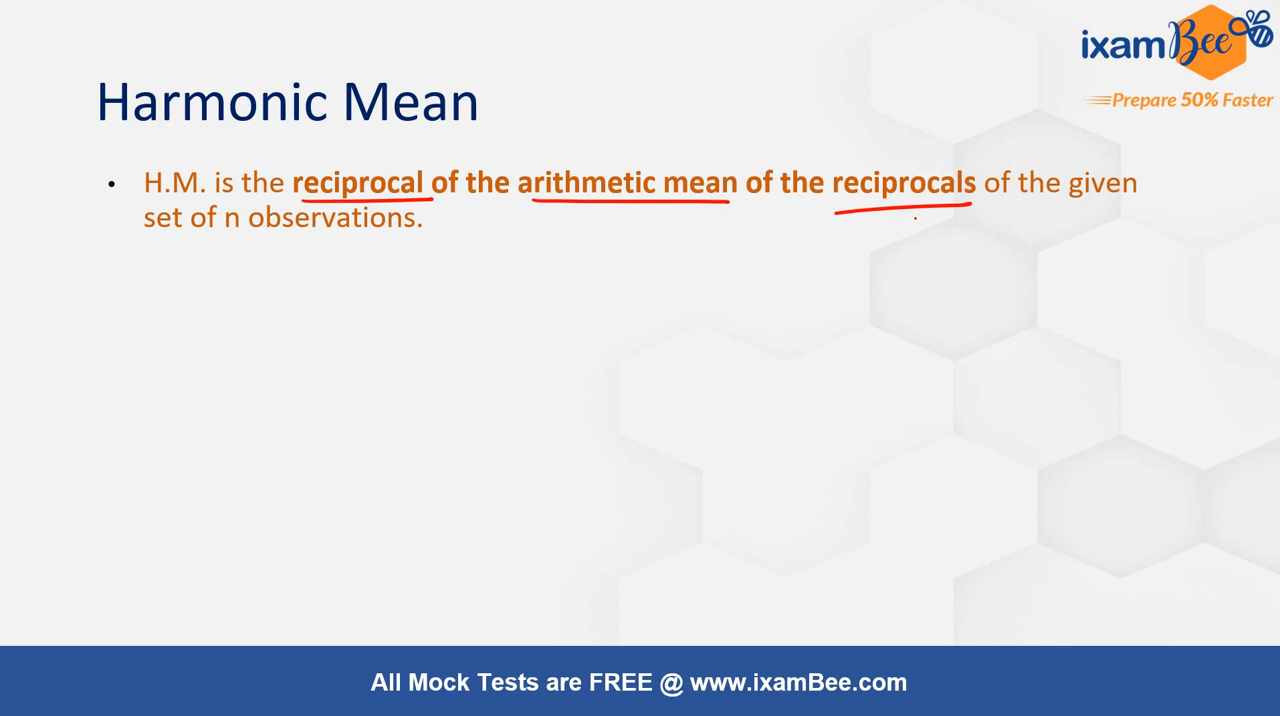 ixamBee
Prepare 50% Faster
Harmonic Mean
• H.M. is the reciprocal of the arithmetic mean of the reciprocals of the given
set of n observations.
All Mock Tests are FREE @ www.ixamBee.com